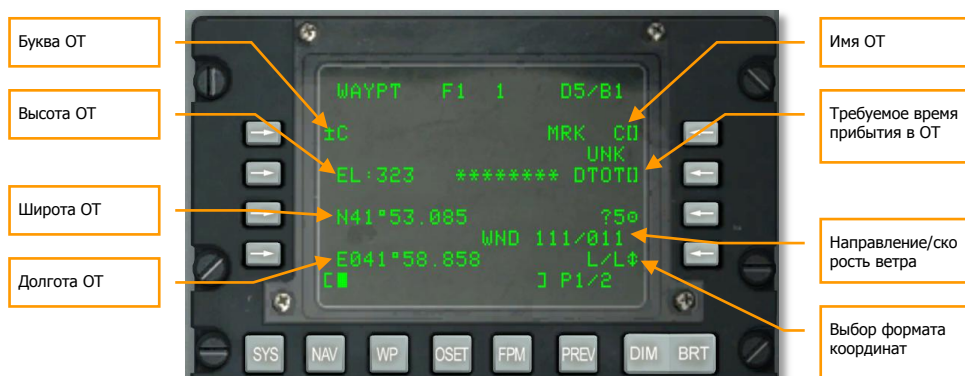 Буква ОТ
Высота ОТ
Широта ОТ
Долгота ОТ
WAYPT F1 1 D5/B1
±C MRK C[]
UNK
EL:323 ******** DTOT[]
N41°53.085 ?5⊙
WND 111/011
E041°58.858 L/L↕
[█ ] P1/2
SYS NAV WP OSET FPM PREV DIM BRT
Имя ОТ
Требуемое время
прибытия в ОТ
Направление/ско
рость ветра
Выбор формата
координат